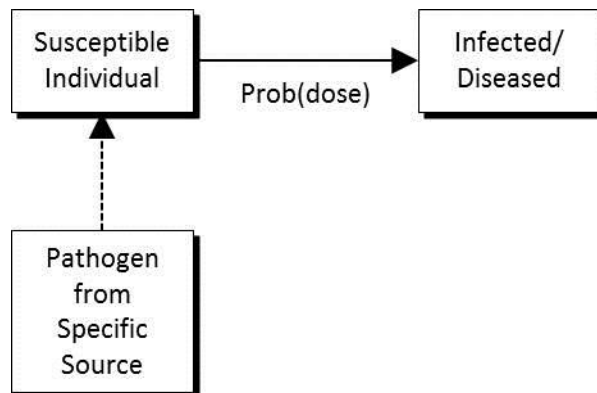 Susceptible
Individual
Prob(dose)
Infected/
Diseased
Pathogen
from
Specific
Source